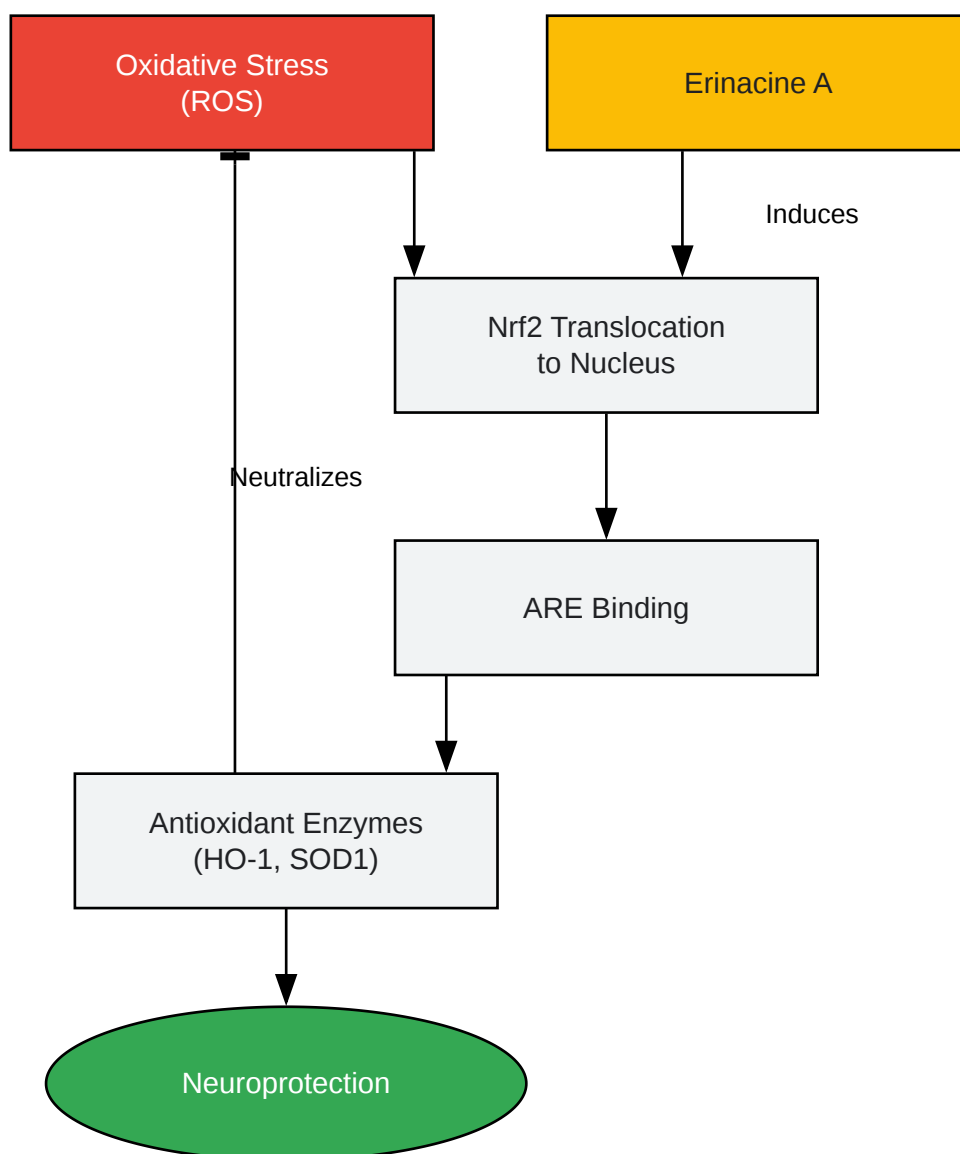 Oxidative Stress
(ROS)
Erinacine A
Induces
Nrf2 Translocation
to Nucleus
Neutralizes
ARE Binding
Antioxidant Enzymes
(HO-1, SOD1)
Neuroprotection